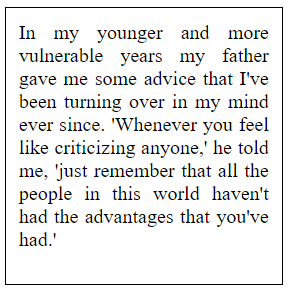 In my younger and more
vulnerable years my father
gave me some advice that I've
been turning over in my mind
ever since. 'Whenever you feel
like criticizing anyone,' he told
me, 'just remember that all the
people in this world haven't
had the advantages that you've
had.'